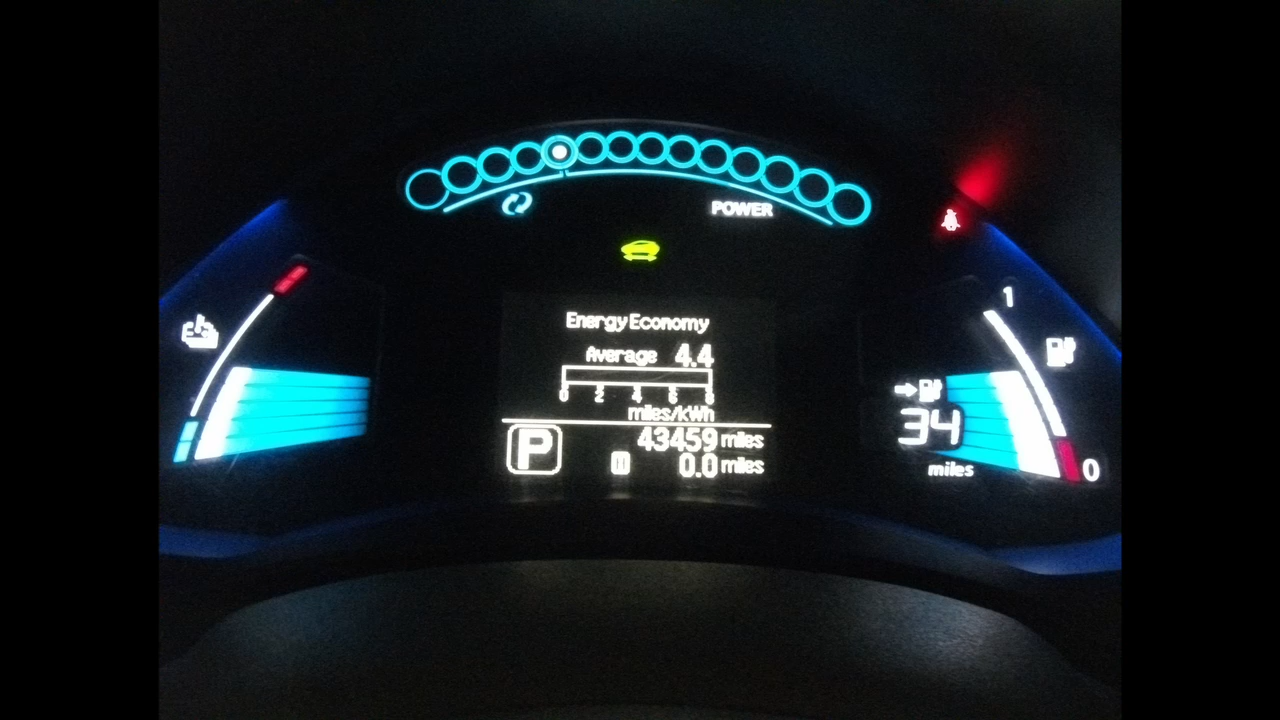 POWER
Energy Economy
Average 4.4
0 2 4 6 8
miles/kWh
P
43459 miles
0.0 miles
1
34
miles
0